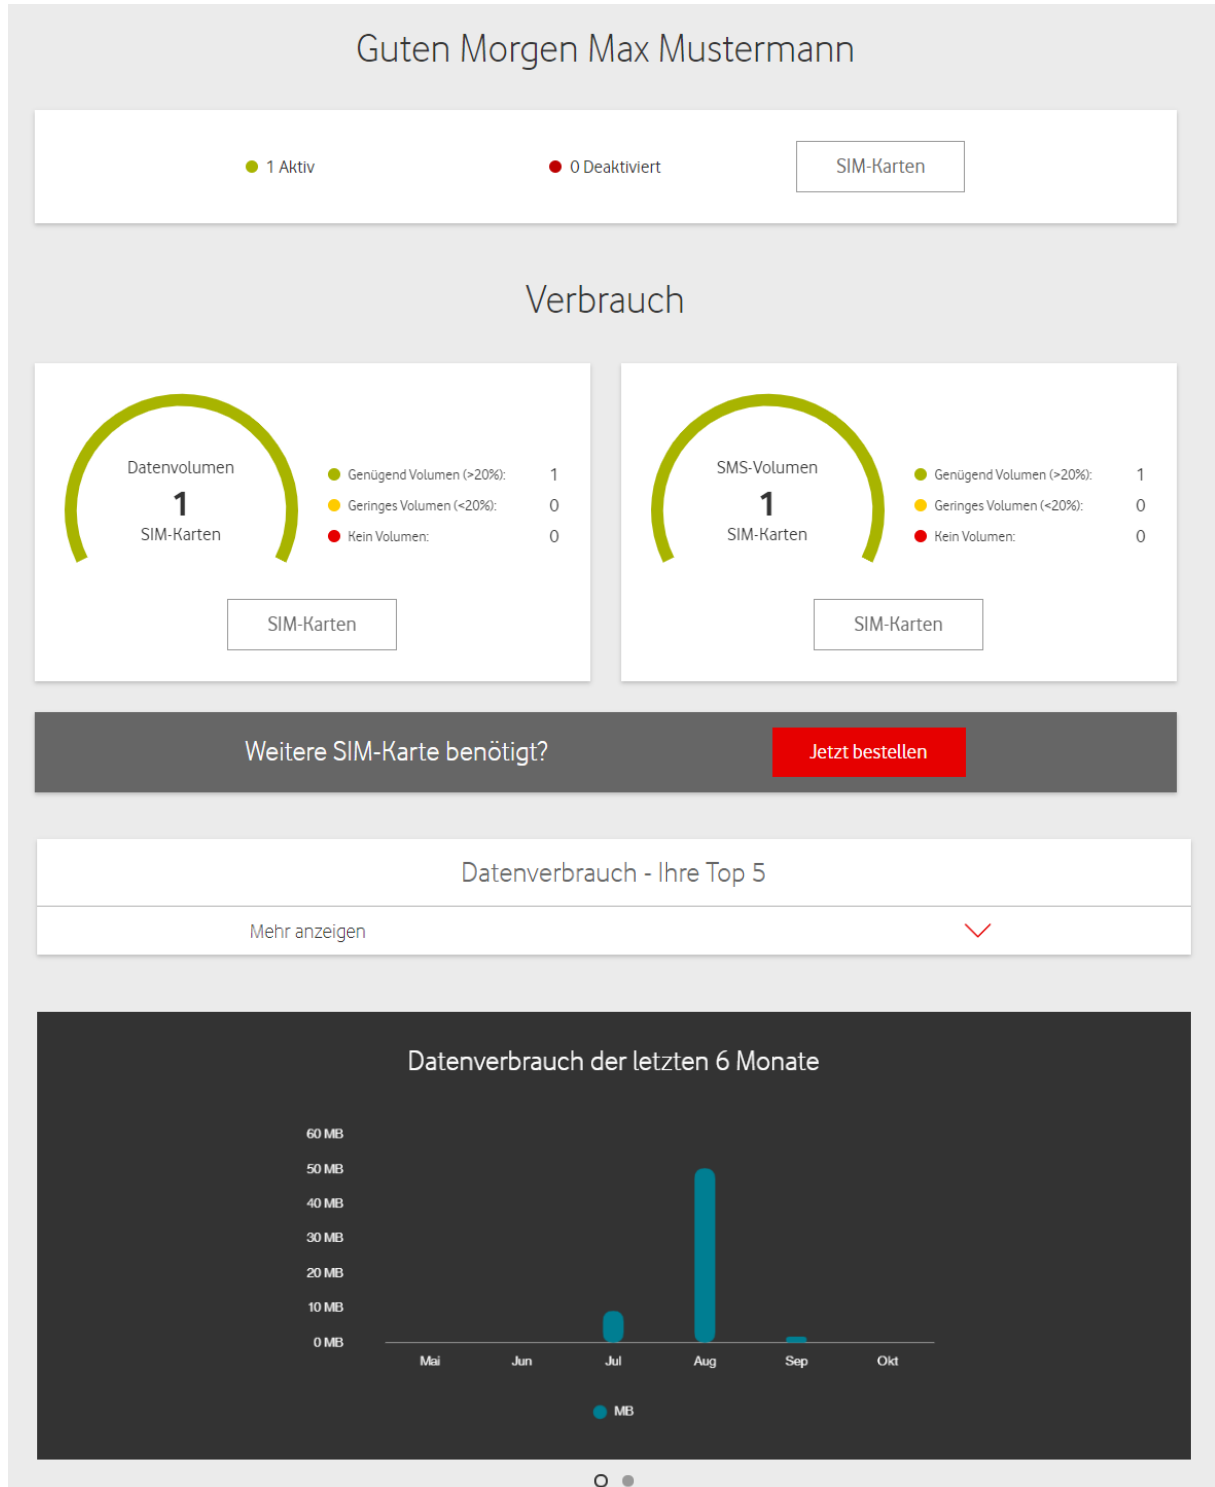 Guten Morgen Max Mustermann
1 Aktiv
0 Deaktiviert
SIM-Karten
Verbrauch
Datenvolumen
1
SIM-Karten
Genügend Volumen (>20%): 1
Geringes Volumen (<20%): 0
Kein Volumen: 0
SIM-Karten
SMS-Volumen
1
SIM-Karten
Genügend Volumen (>20%): 1
Geringes Volumen (<20%): 0
Kein Volumen: 0
SIM-Karten
Weitere SIM-Karte benötigt?
Jetzt bestellen
Datenverbrauch - Ihre Top 5
Mehr anzeigen
Datenverbrauch der letzten 6 Monate
60 MB
50 MB
40 MB
30 MB
20 MB
10 MB
0 MB
Mai Jun Jul Aug Sep Okt
MB